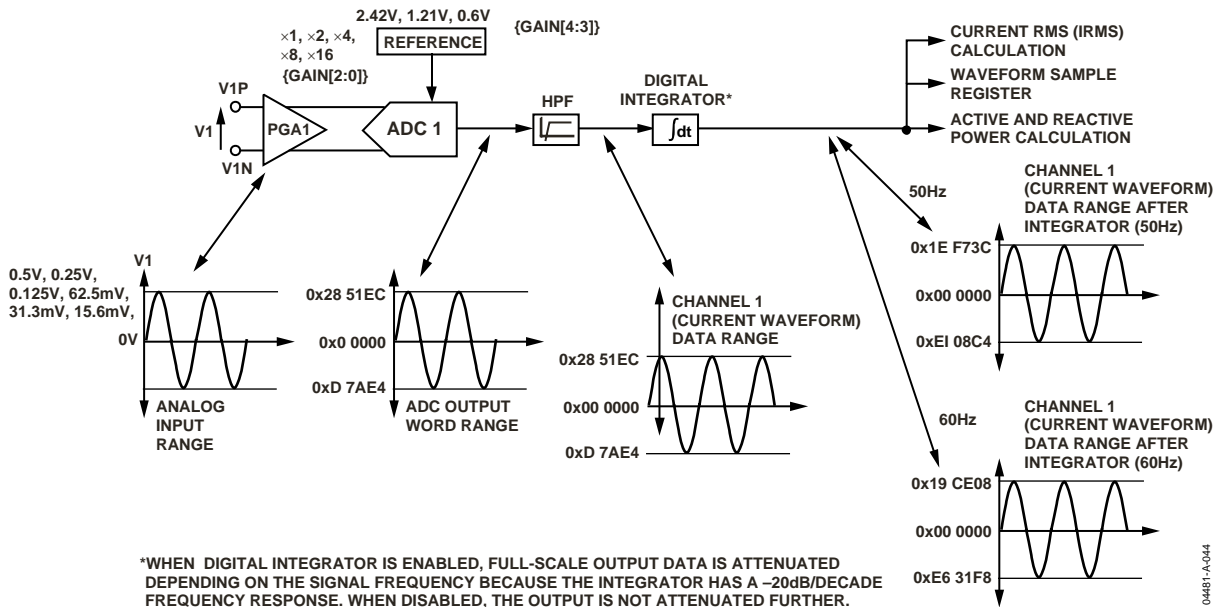 2.42V, 1.21V, 0.6V
{GAIN[4:3]}
×1, ×2, ×4,
×8, ×16
{GAIN[2:0]}
REFERENCE
CURRENT RMS (IRMS)
CALCULATION
WAVEFORM SAMPLE
REGISTER
ACTIVE AND REACTIVE
POWER CALCULATION
V1P
V1
V1N
PGA1
ADC 1
HPF
DIGITAL
INTEGRATOR*
∫dt
50Hz
CHANNEL 1
(CURRENT WAVEFORM)
DATA RANGE AFTER
INTEGRATOR (50Hz)
0x1E F73C
0x00 0000
0xEI 08C4
V1
0.5V, 0.25V,
0.125V, 62.5mV,
31.3mV, 15.6mV,
0V
ANALOG
INPUT
RANGE
0x28 51EC
0x0 0000
0xD 7AE4
ADC OUTPUT
WORD RANGE
CHANNEL 1
(CURRENT WAVEFORM)
DATA RANGE
0x28 51EC
0x00 0000
0xD 7AE4
60Hz
CHANNEL 1
(CURRENT WAVEFORM)
DATA RANGE AFTER
INTEGRATOR (60Hz)
0x19 CE08
0x00 0000
0xE6 31F8
*WHEN DIGITAL INTEGRATOR IS ENABLED, FULL-SCALE OUTPUT DATA IS ATTENUATED
DEPENDING ON THE SIGNAL FREQUENCY BECAUSE THE INTEGRATOR HAS A –20dB/DECADE
FREQUENCY RESPONSE. WHEN DISABLED, THE OUTPUT IS NOT ATTENUATED FURTHER.
04481-A-044